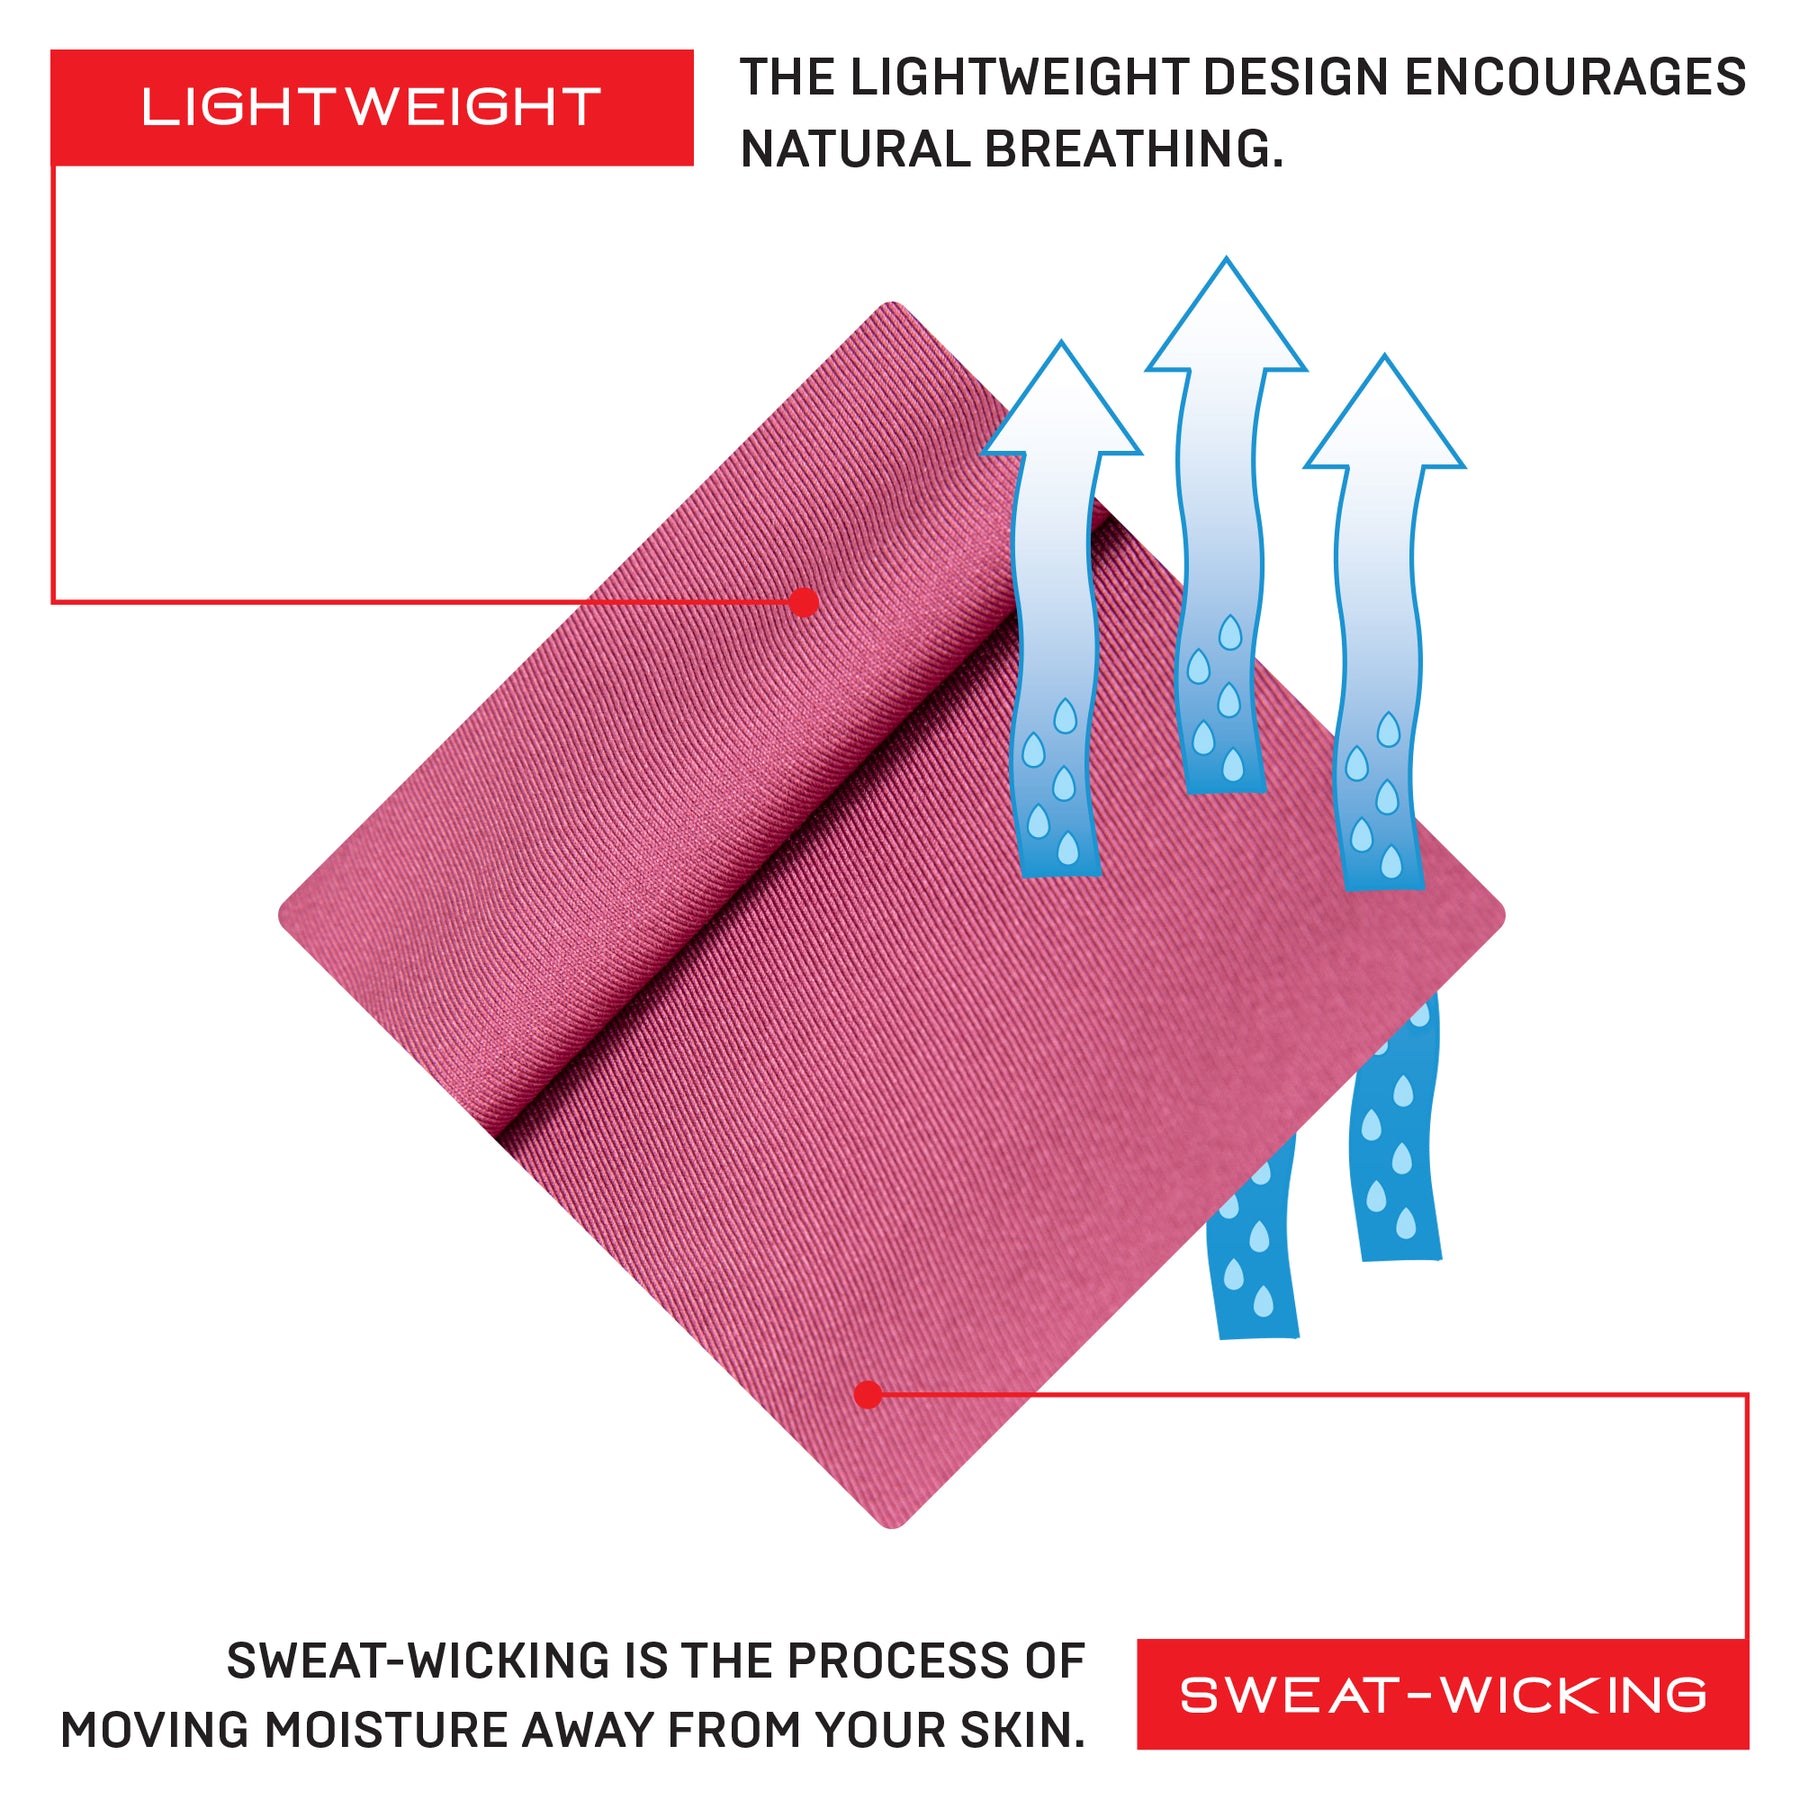 LIGHTWEIGHT
THE LIGHTWEIGHT DESIGN ENCOURAGES
NATURAL BREATHING.
SWEAT-WICKING IS THE PROCESS OF
MOVING MOISTURE AWAY FROM YOUR SKIN.
SWEAT-WICKING